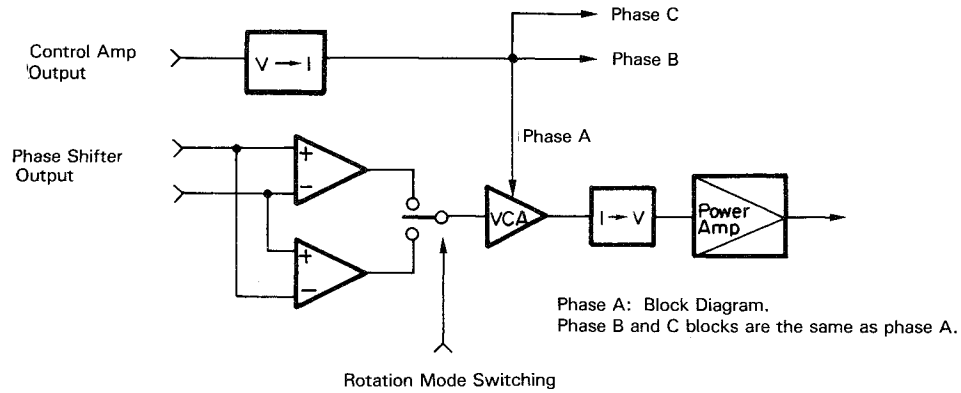 Phase C
Control Amp
Output
V → I
Phase B
Phase A
Phase Shifter
Output
+
−
VCA
I → V
Power
Amp
+
−
Phase A: Block Diagram.
Phase B and C blocks are the same as phase A.
Rotation Mode Switching